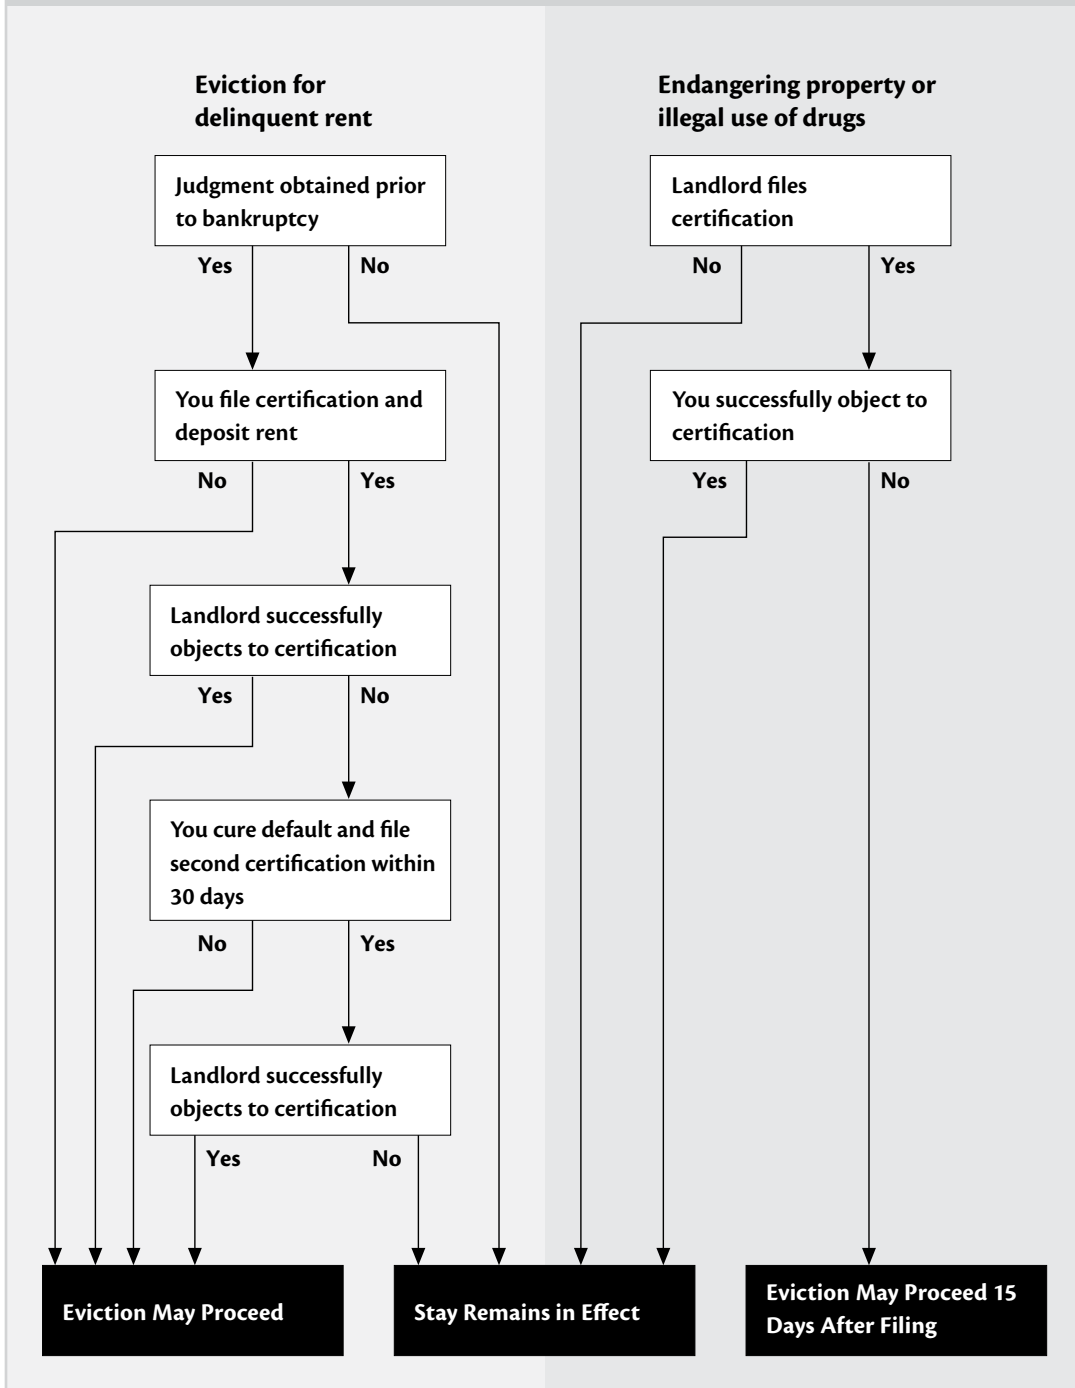 Eviction for
delinquent rent
Judgment obtained prior
to bankruptcy
Yes
No
You file certification and
deposit rent
No
Yes
Landlord successfully
objects to certification
Yes
No
You cure default and file
second certification within
30 days
No
Yes
Landlord successfully
objects to certification
Yes
No
Endangering property or
illegal use of drugs
Landlord files
certification
No
Yes
You successfully object to
certification
Yes
No
Eviction May Proceed
Stay Remains in Effect
Eviction May Proceed 15
Days After Filing